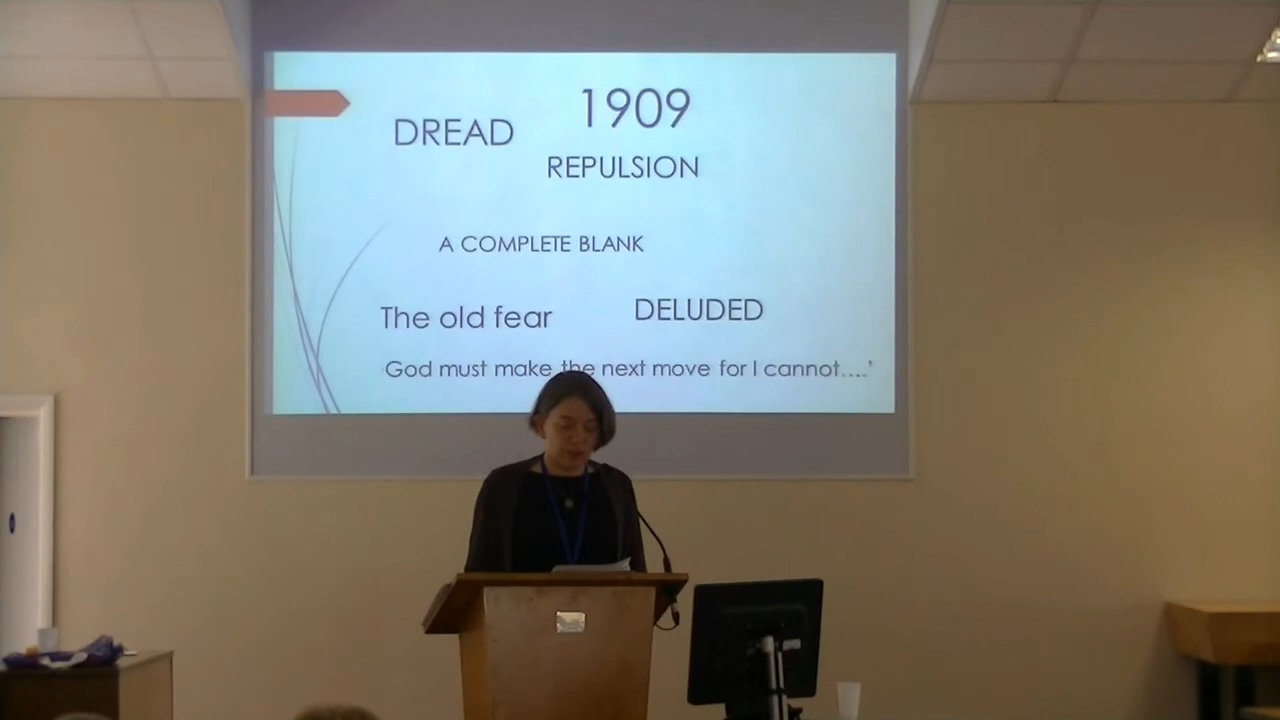 1909
DREAD
REPULSION
A COMPLETE BLANK
The old fear
DELUDED
God must make the next move for I cannot....'